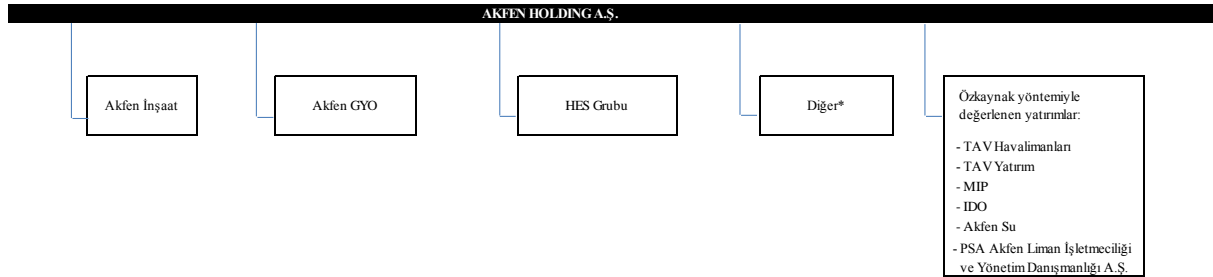 AKFEN HOLDING A.Ş.
Akfen İnşaat
Akfen GYO
HES Grubu
Diğer*
Özkaynak yöntemiyle
değerlenen yatırımlar:
- TAV Havalimanları
- TAV Yatırım
- MIP
- IDO
- Akfen Su
- PSA Akfen Liman İşletmeciliği
ve Yönetim Danışmanlığı A.Ş.